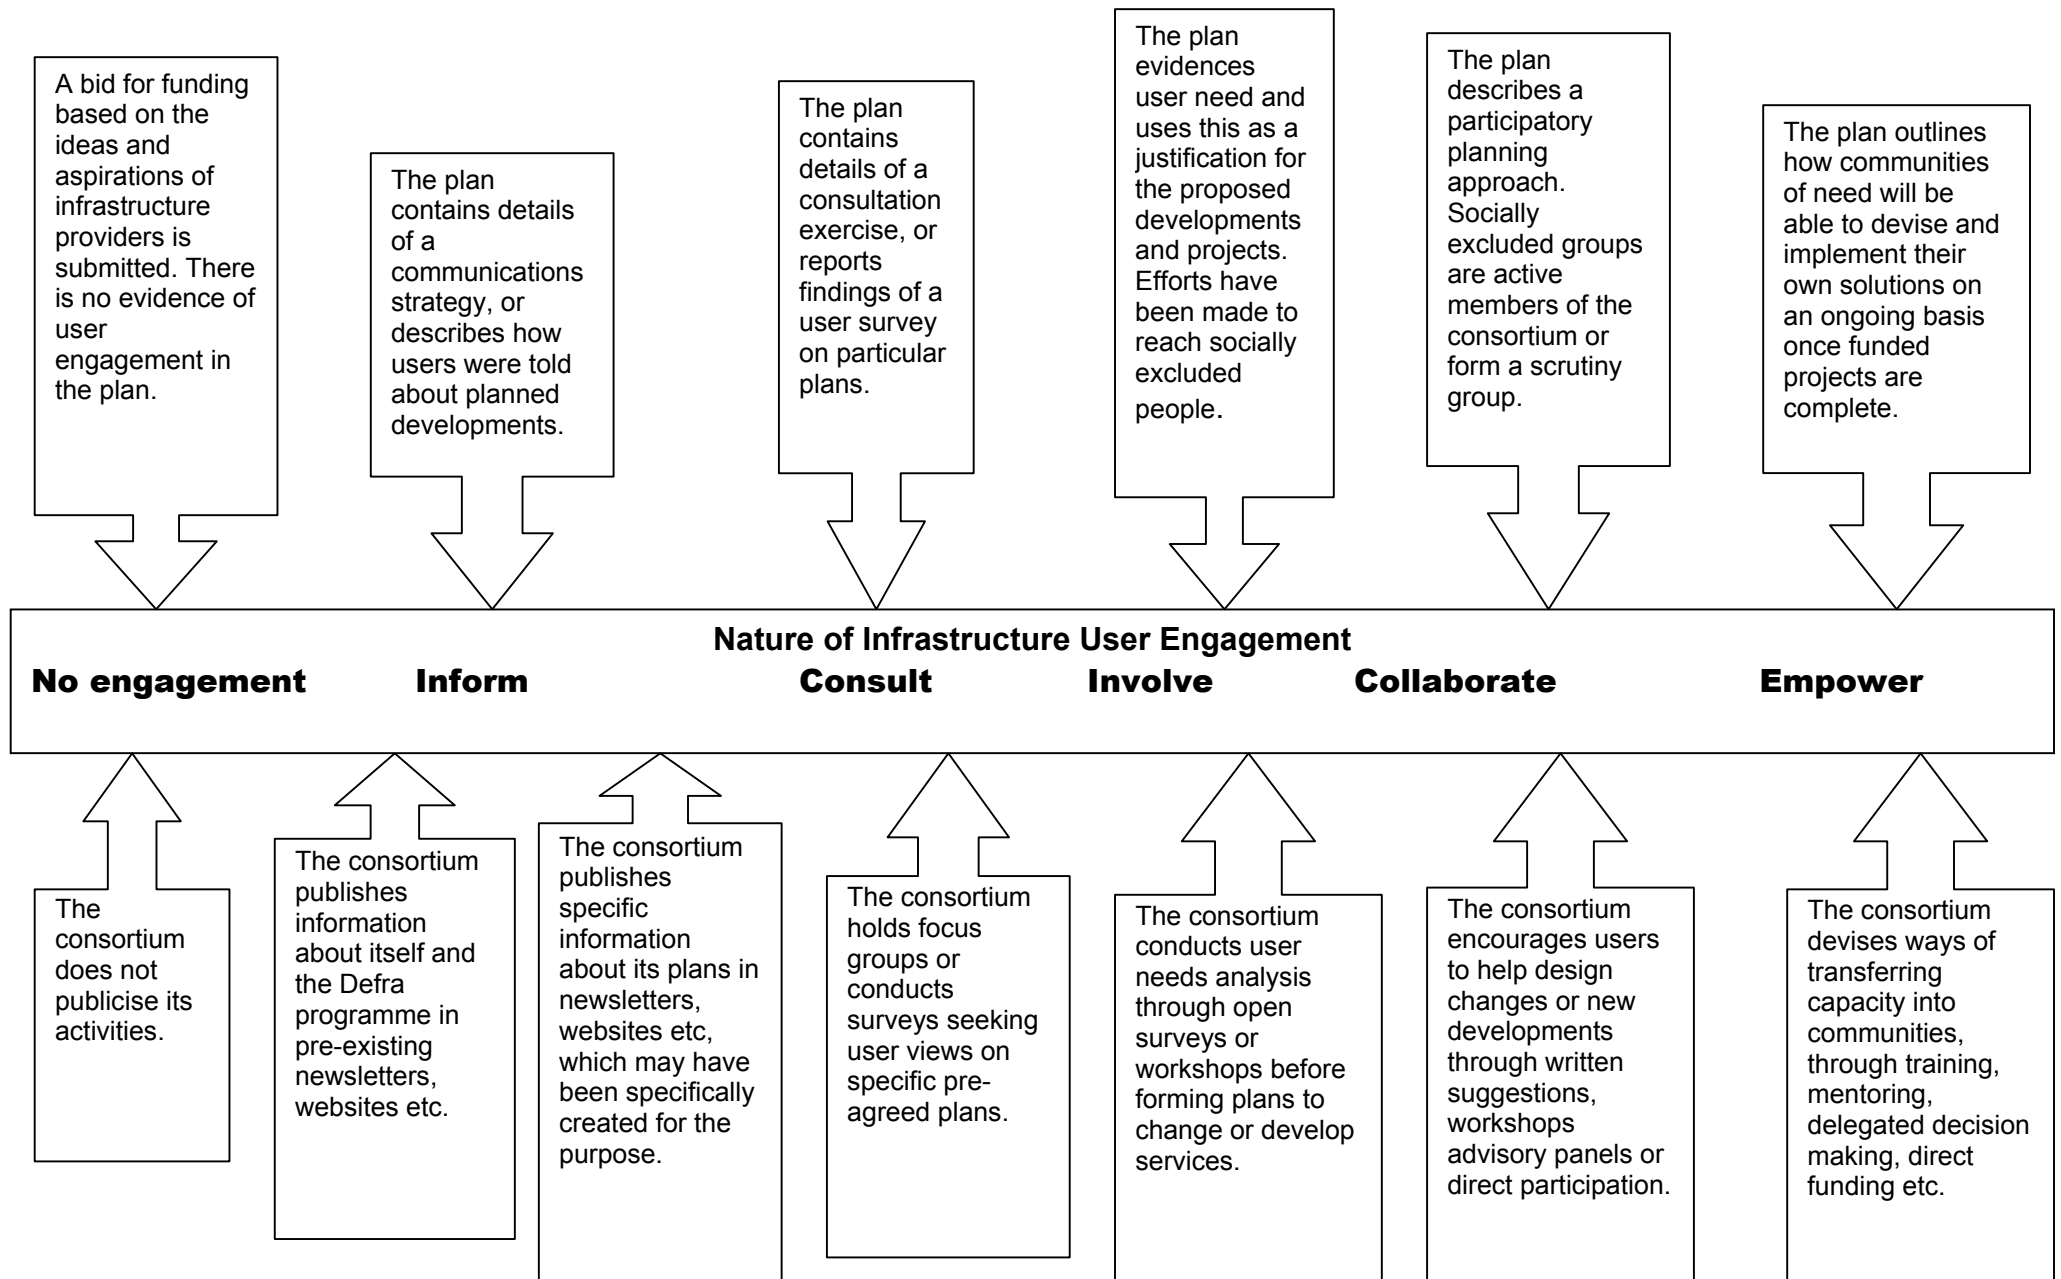 A bid for funding
based on the
ideas and
aspirations of
infrastructure
providers is
submitted. There
is no evidence of
user
engagement in
the plan.
The plan
contains details
of a
communications
strategy, or
describes how
users were told
about planned
developments.
The plan
contains
details of a
consultation
exercise, or
reports
findings of a
user survey
on particular
plans.
The plan
evidences
user need and
uses this as a
justification for
the proposed
developments
and projects.
Efforts have
been made to
reach socially
excluded
people.
The plan
describes a
participatory
planning
approach.
Socially
excluded groups
are active
members of the
consortium or
form a scrutiny
group.
The plan outlines
how communities
of need will be
able to devise and
implement their
own solutions on
an ongoing basis
once funded
projects are
complete.
Nature of Infrastructure User Engagement
No engagement Inform Consult Involve Collaborate Empower
The
consortium
does not
publicise its
activities.
The consortium
publishes
information
about itself and
the Defra
programme in
pre-existing
newsletters,
websites etc.
The consortium
publishes
specific
information
about its plans in
newsletters,
websites etc,
which may have
been specifically
created for the
purpose.
The consortium
holds focus
groups or
conducts
surveys seeking
user views on
specific pre-
agreed plans.
The consortium
conducts user
needs analysis
through open
surveys or
workshops before
forming plans to
change or develop
services.
The consortium
encourages users
to help design
changes or new
developments
through written
suggestions,
workshops
advisory panels or
direct participation.
The consortium
devises ways of
transferring
capacity into
communities,
through training,
mentoring,
delegated decision
making, direct
funding etc.